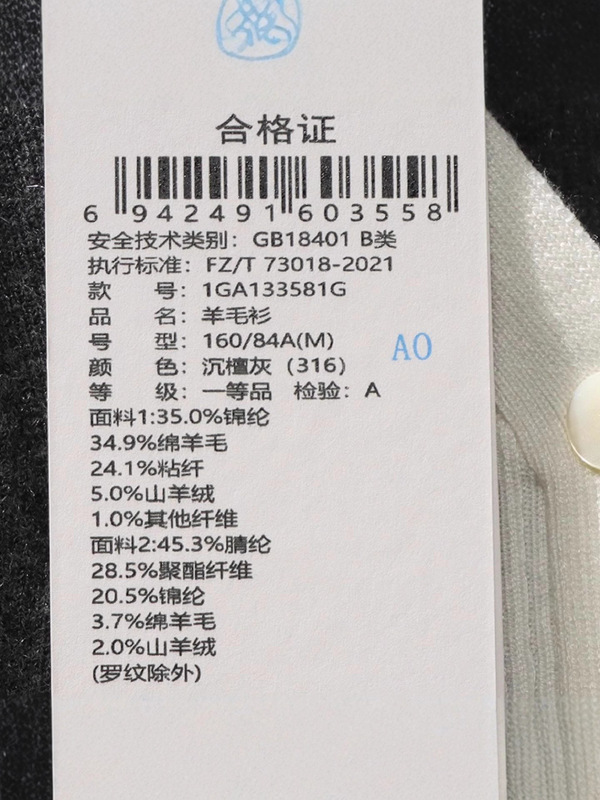 合格证
6 942491 603558
安全技术类别：GB18401 B类
执行标准：FZ/T 73018-2021
款 号：1GA133581G
品 名：羊毛衫
号 型：160/84A(M)
A0
颜 色：沉檀灰（316）
等 级：一等品 检验：A
面料1:35.0%锦纶
34.9%绵羊毛
24.1%粘纤
5.0%山羊绒
1.0%其他纤维
面料2:45.3%腈纶
28.5%聚酯纤维
20.5%锦纶
3.7%绵羊毛
2.0%山羊绒
(罗纹除外)